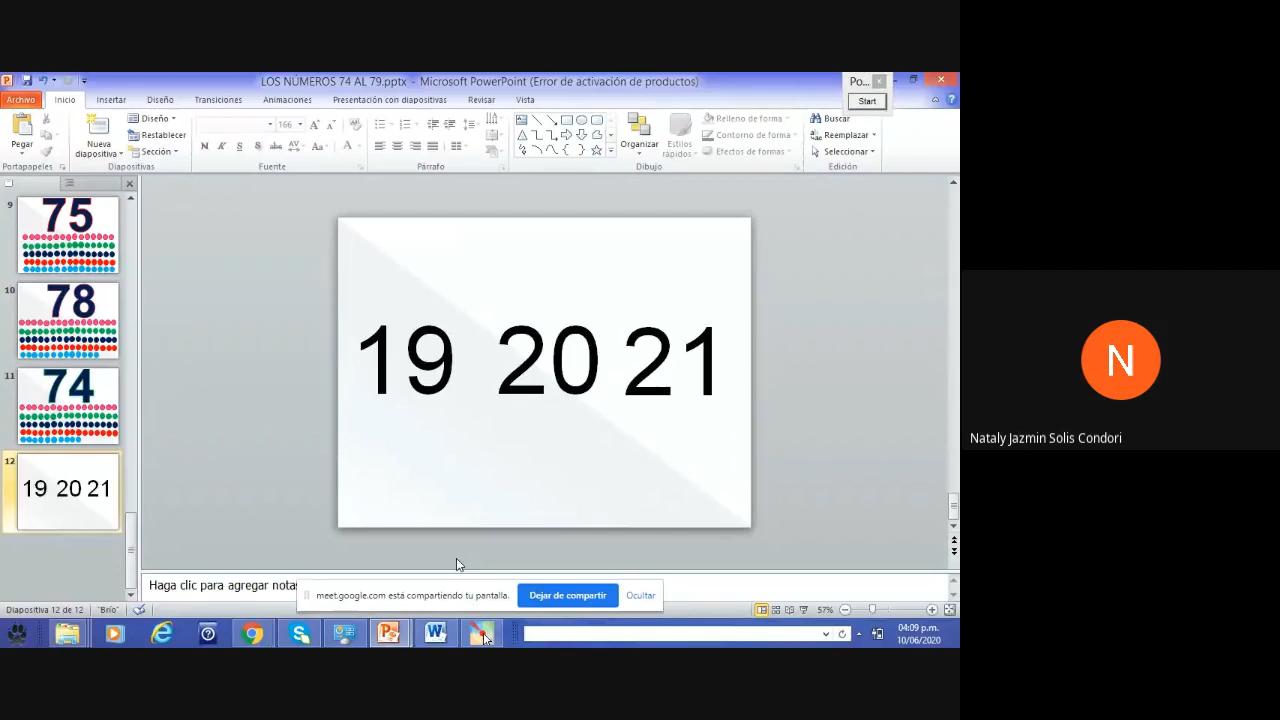 LOS NÚMEROS 74 AL 79.pptx - Microsoft PowerPoint (Error de activación de productos)
Po...
Start
Archivo Inicio Insertar Diseño Transiciones Animaciones Presentación con diapositivas Revisar Vista
Pegar
Portapapeles
Nueva diapositiva
Diseño
Restablecer
Sección
Diapositivas
166
Fuente
Párrafo
Organizar
Estilos rápidos
Relleno de forma
Contorno de forma
Efectos de formas
Dibujo
Buscar
Reemplazar
Seleccionar
Edición
9
75
10
78
11
74
12
19 20 21
19 20 21
Haga clic para agregar notas
meet.google.com está compartiendo tu pantalla.
Dejar de compartir
Ocultar
Diapositiva 12 de 12
"Brío"
57%
04:09 p.m.
10/06/2020
N
Nataly Jazmin Solis Condori